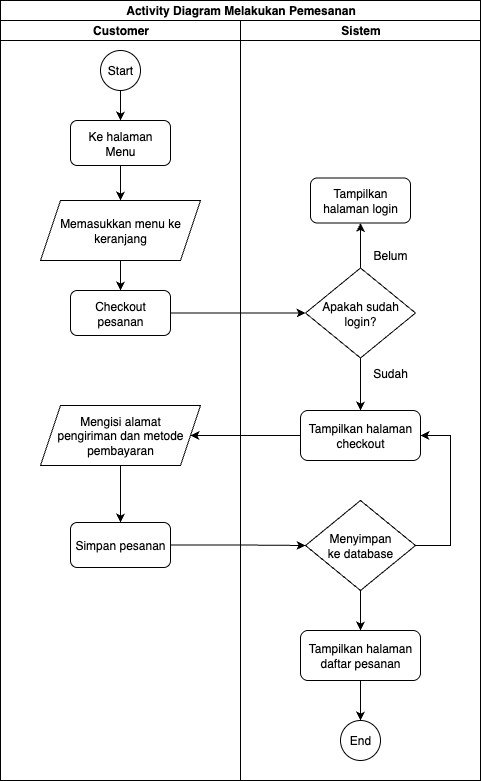 Activity Diagram Melakukan Pemesanan
Customer
Sistem
Start
Ke halaman
Menu
Memasukkan menu ke
keranjang
Checkout
pesanan
Tampilkan
halaman login
Belum
Apakah sudah
login?
Sudah
Tampilkan halaman
checkout
Mengisi alamat
pengiriman dan metode
pembayaran
Simpan pesanan
Menyimpan
ke database
Tampilkan halaman
daftar pesanan
End